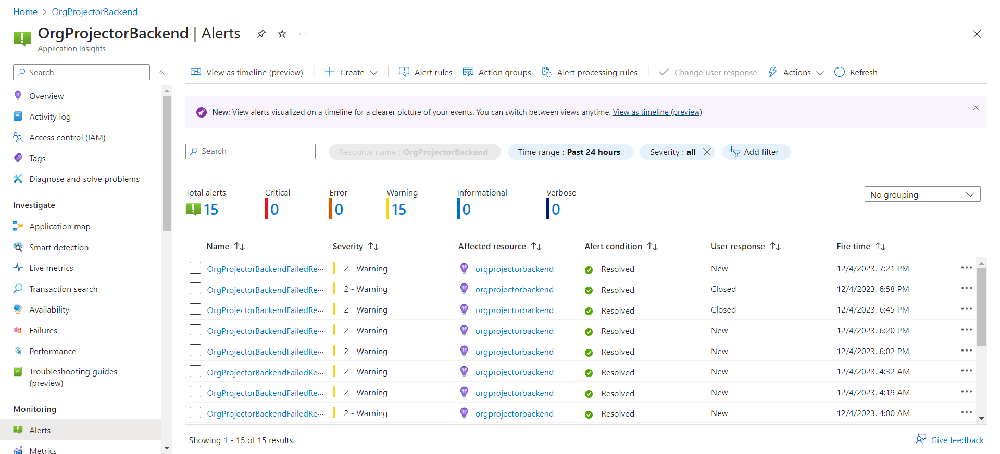 Home > OrgProjectorBackend
OrgProjectorBackend | Alerts ...
Application Insights
Search «
Overview
Activity log
Access control (IAM)
Tags
Diagnose and solve problems
Investigate
Application map
Smart detection
Live metrics
Transaction search
Availability
Failures
Performance
Troubleshooting guides
(preview)
Monitoring
Alerts
Metrics
View as timeline (preview) Create Alert rules Action groups Alert processing rules Change user response Actions Refresh
New: View alerts visualized on a timeline for a clearer picture of your events. You can switch between views anytime. View as timeline (preview)
Search Resource name : OrgProjectorBackend Time range : Past 24 hours Severity : all Add filter
Total alerts Critical Error Warning Informational Verbose
15 0 0 15 0 0
No grouping
Name Severity Affected resource Alert condition User response Fire time
OrgProjectorBackendFailedRe... 2 - Warning orgprojectorbackend Resolved New 12/4/2023, 7:21 PM ...
OrgProjectorBackendFailedRe... 2 - Warning orgprojectorbackend Resolved Closed 12/4/2023, 6:58 PM ...
OrgProjectorBackendFailedRe... 2 - Warning orgprojectorbackend Resolved Closed 12/4/2023, 6:45 PM ...
OrgProjectorBackendFailedRe... 2 - Warning orgprojectorbackend Resolved New 12/4/2023, 6:20 PM ...
OrgProjectorBackendFailedRe... 2 - Warning orgprojectorbackend Resolved New 12/4/2023, 6:02 PM ...
OrgProjectorBackendFailedRe... 2 - Warning orgprojectorbackend Resolved New 12/4/2023, 4:32 AM ...
OrgProjectorBackendFailedRe... 2 - Warning orgprojectorbackend Resolved New 12/4/2023, 4:19 AM ...
OrgProjectorBackendFailedRe... 2 - Warning orgprojectorbackend Resolved New 12/4/2023, 4:00 AM ...
Showing 1 - 15 of 15 results.
Give feedback